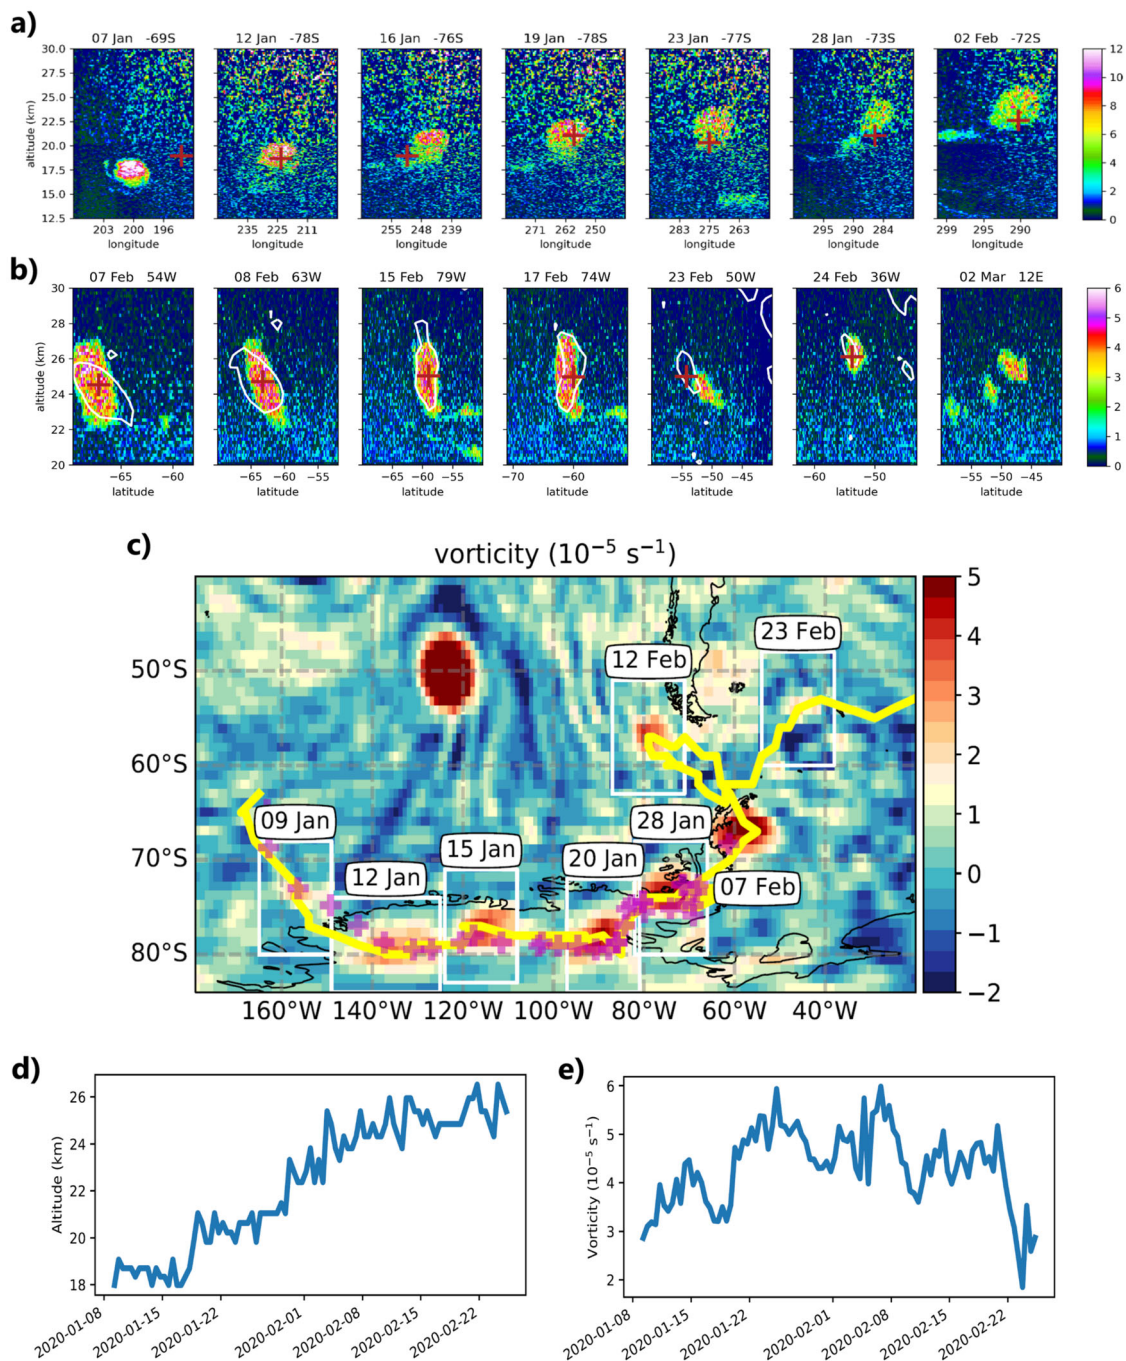 a)
07 Jan -69S
12 Jan -78S
16 Jan -76S
19 Jan -78S
23 Jan -77S
28 Jan -73S
02 Feb -72S
30.0
27.5
25.0
22.5
20.0
17.5
15.0
12.5
altitude (km)
203 200 196
235 225 211
255 248 239
271 262 250
283 275 263
295 290 284
299 295 290
longitude
longitude
longitude
longitude
longitude
longitude
longitude
12
10
8
6
4
2
0
b)
07 Feb 54W
08 Feb 63W
15 Feb 79W
17 Feb 74W
23 Feb 50W
24 Feb 36W
02 Mar 12E
30
28
26
24
22
20
altitude (km)
−65 −60
−65 −60 −55
−65 −60 −55
−70 −60
−55 −50 −45
−60 −50
−55 −50 −45
latitude
latitude
latitude
latitude
latitude
latitude
latitude
6
5
4
3
2
1
0
c)
vorticity (10⁻⁵ s⁻¹)
50°S
60°S
70°S
80°S
23 Feb
12 Feb
09 Jan
28 Jan
15 Jan
20 Jan
12 Jan
07 Feb
160°W 140°W 120°W 100°W 80°W 60°W 40°W
5
4
3
2
1
0
−1
−2
d)
26
24
22
20
18
Altitude (km)
2020-01-08
2020-01-15
2020-01-22
2020-02-01
2020-02-08
2020-02-15
2020-02-22
e)
6
5
4
3
2
Vorticity (10⁻⁵ s⁻¹)
2020-01-08
2020-01-15
2020-01-22
2020-02-01
2020-02-08
2020-02-15
2020-02-22